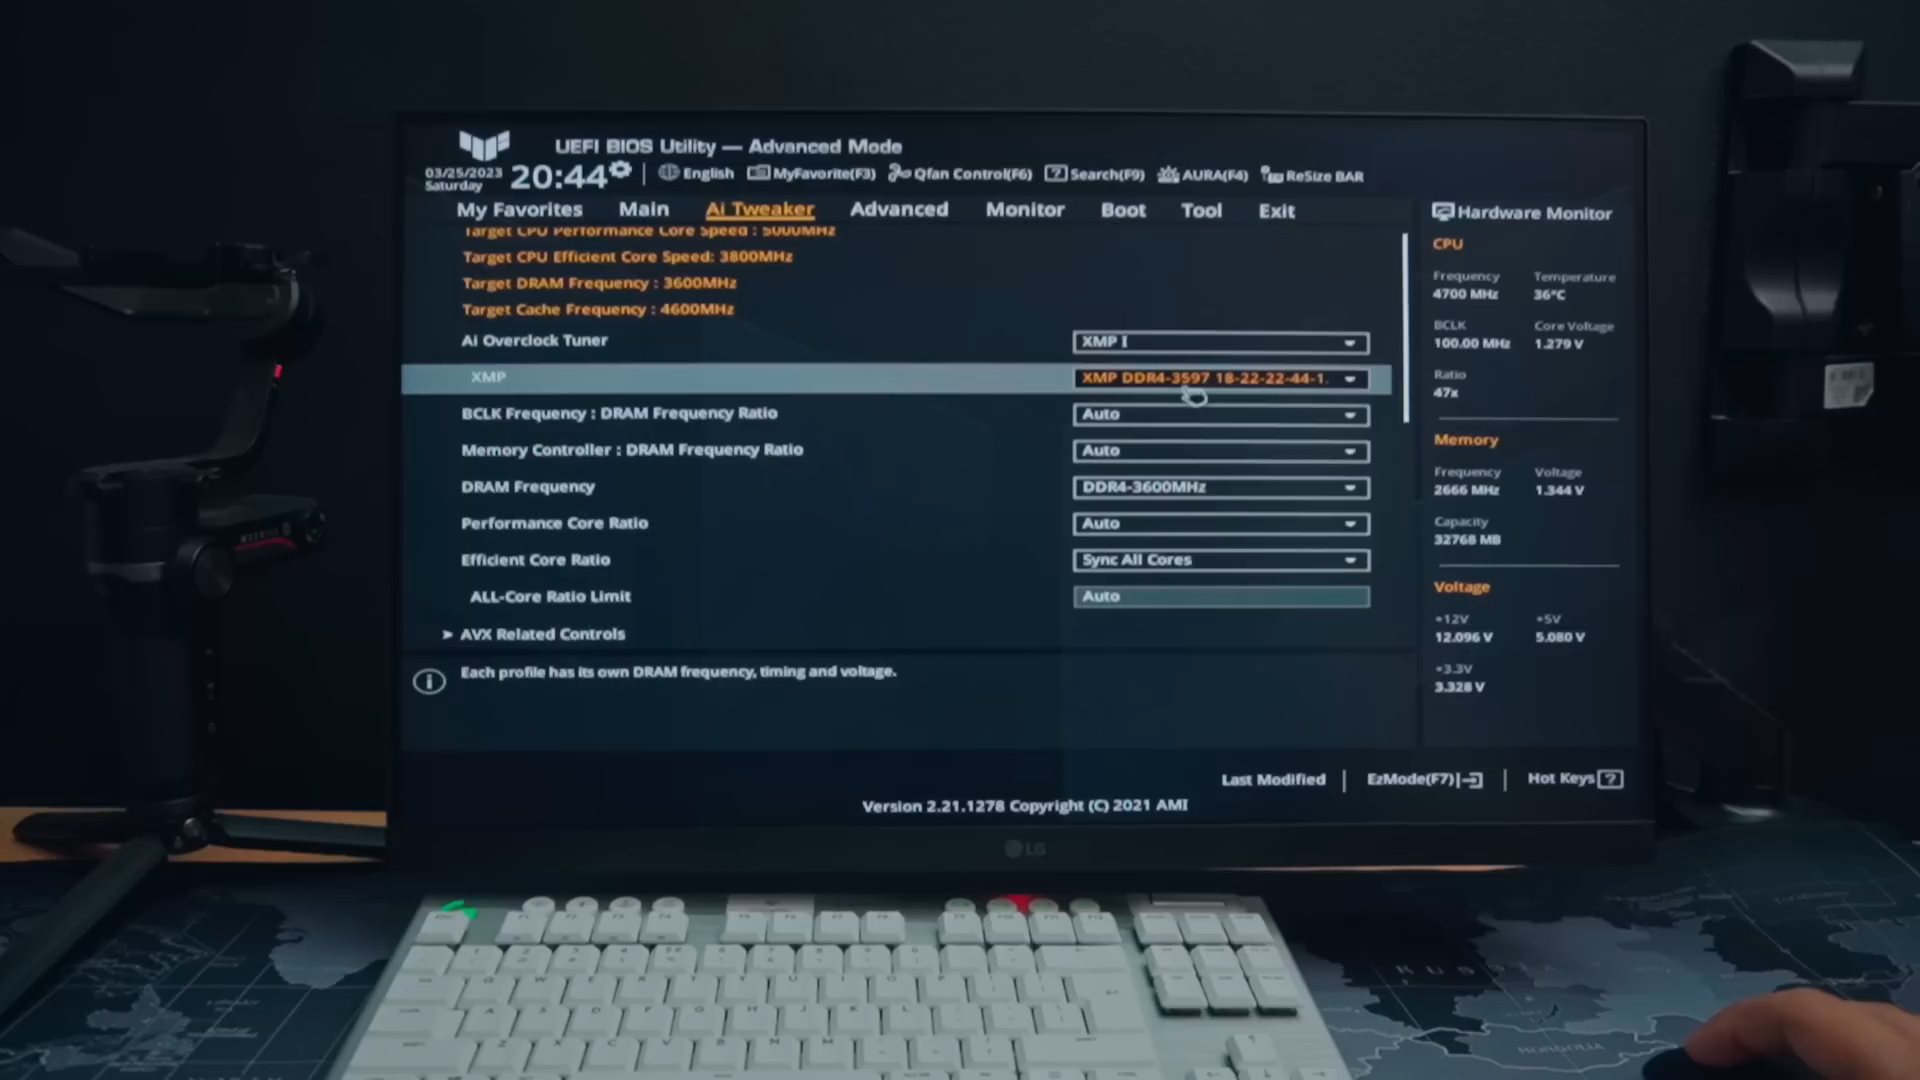 UEFI BIOS Utility — Advanced Mode
03/25/2023
Saturday
20:44
English
MyFavorite(F3)
Qfan Control(F6)
Search(F9)
AURA(F4)
ReSize BAR
My Favorites
Main
Ai Tweaker
Advanced
Monitor
Boot
Tool
Exit
Target CPU Performance Core Speed : 5000MHz
Target CPU Efficient Core Speed: 3800MHz
Target DRAM Frequency : 3600MHz
Target Cache Frequency : 4600MHz
Ai Overclock Tuner
XMP I
XMP
XMP DDR4-3597 18-22-22-44-1.
BCLK Frequency : DRAM Frequency Ratio
Auto
Memory Controller : DRAM Frequency Ratio
Auto
DRAM Frequency
DDR4-3600MHz
Performance Core Ratio
Auto
Efficient Core Ratio
Sync All Cores
ALL-Core Ratio Limit
Auto
AVX Related Controls
Each profile has its own DRAM frequency, timing and voltage.
Hardware Monitor
CPU
Frequency
Temperature
4700 MHz
36°C
BCLK
Core Voltage
100.00 MHz
1.279 V
Ratio
47x
Memory
Frequency
Voltage
2666 MHz
1.344 V
Capacity
32768 MB
Voltage
+12V
+5V
12.096 V
5.080 V
+3.3V
3.328 V
Last Modified
EzMode(F7)
Hot Keys ?
Version 2.21.1278 Copyright (C) 2021 AMI
LG
RUSSIA
MONGOLIA